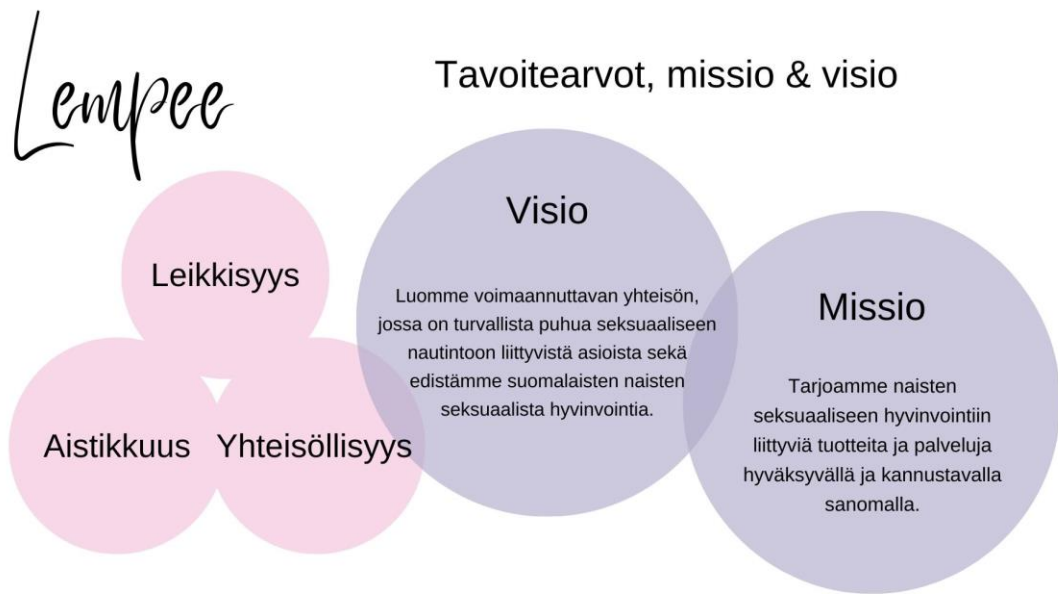 Lempee
Tavoitearvot, missio & visio
Leikkisyys
Aistikkuus
Yhteisöllisyys
Visio
Luomme voimaannuttavan yhteisön,
jossa on turvallista puhua seksuaaliseen
nautintoon liittyvistä asioista sekä
edistämme suomalaisten naisten
seksuaalista hyvinvointia.
Missio
Tarjoamme naisten
seksuaaliseen hyvinvointiin
liittyviä tuotteita ja palveluja
hyväksyvällä ja kannustavalla
sanomalla.